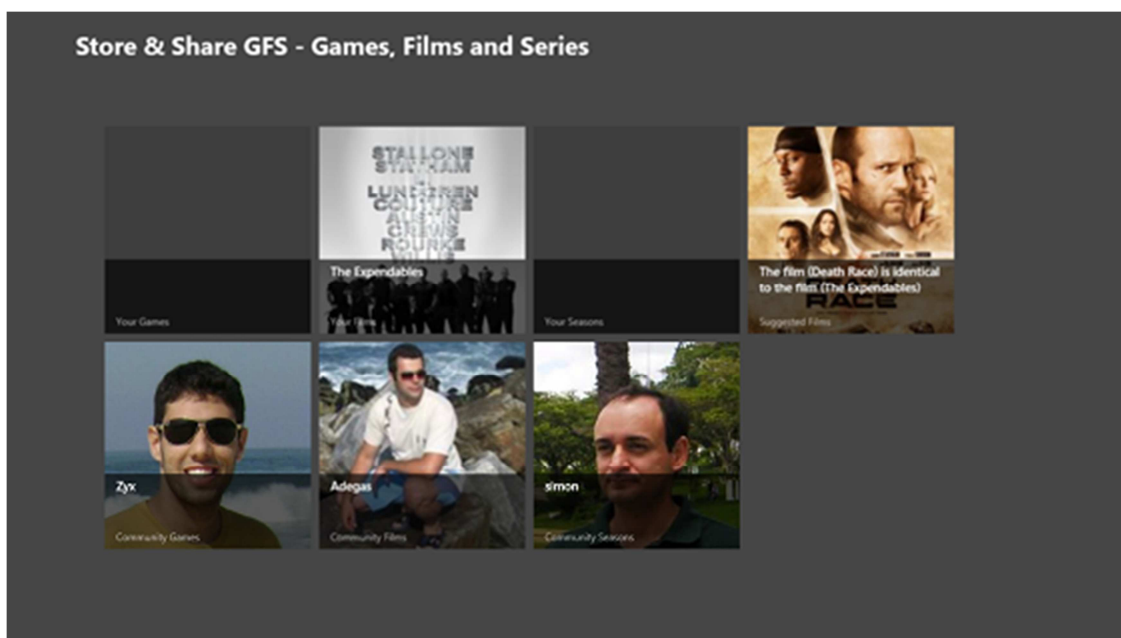 Store & Share GFS - Games, Films and Series
Your Games
STALLONE
STATHAM
LI
LUNDGREN
COUTURE
AUSTIN
CREWS
ROURKE
WILLIS
The Expendables
Your Films
Your Seasons
The film (Death Race) is identical
to the film (The Expendables)
RACE
Suggested Films
Zyx
Community Games
Adegas
Community Films
simon
Community Seasons